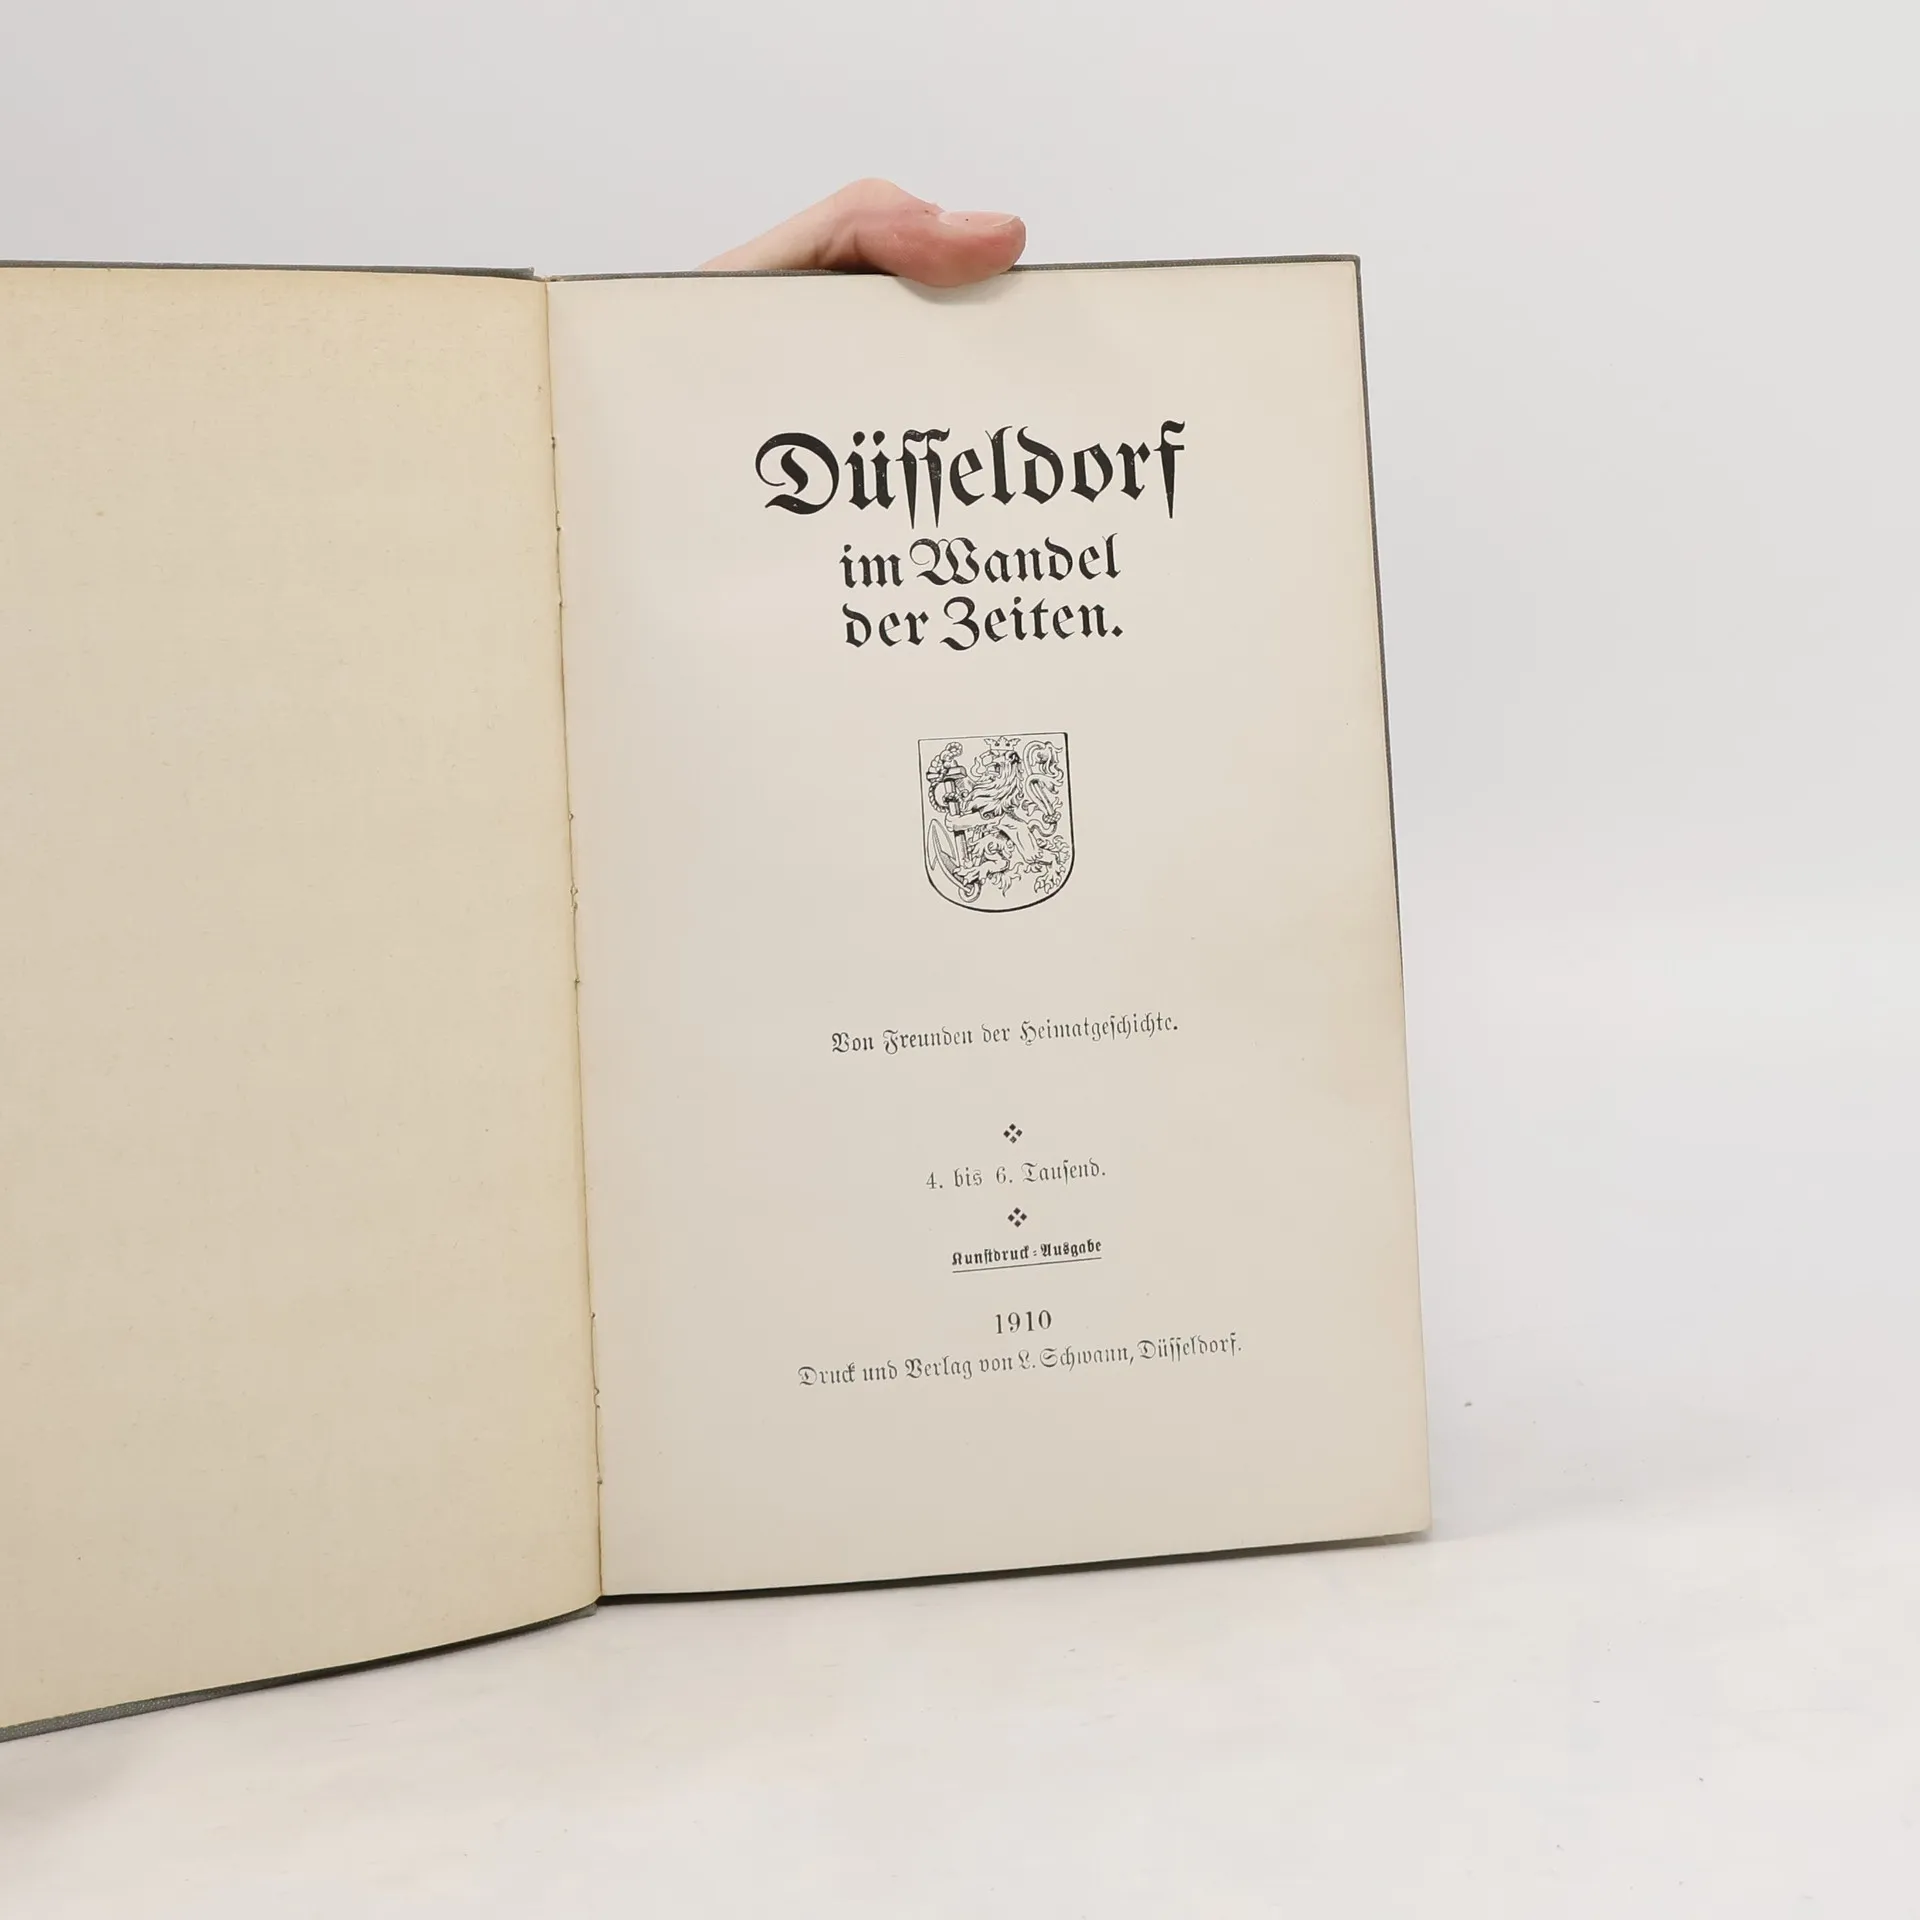 Düsseldorf
im Wandel
der Zeiten.
Von Freunden der Heimatgeschichte.
4. bis 6. Tausend.
Kunstdruck-Ausgabe
1910
Druck und Verlag von L. Schwann, Düsseldorf.